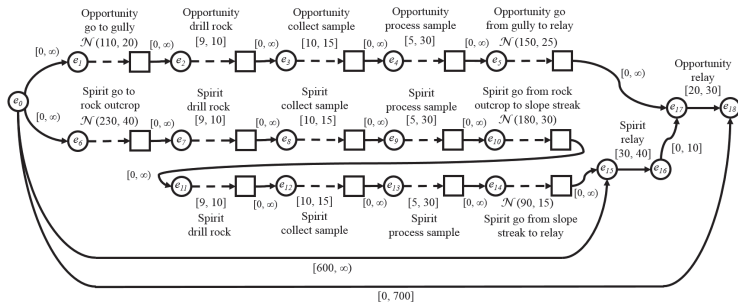 Opportunity Opportunity Opportunity Opportunity Opportunity go
go to gully drill rock collect sample process sample from gully to relay
𝒩 (110, 20) [9, 10] [10, 15] [5, 30] 𝒩 (150, 25)
[0, ∞) [0, ∞) [0, ∞) [0, ∞) [0, ∞)
e1 e2 e3 e4 e5
[0, ∞) Opportunity
relay
[20, 30]
e0 e17 e18
Spirit go to Spirit Spirit Spirit Spirit go from rock
rock outcrop drill rock collect sample process sample outcrop to slope streak
[0, ∞) 𝒩 (230, 40) [9, 10] [10, 15] [5, 30] 𝒩 (180, 30)
[0, ∞) [0, ∞) [0, ∞) [0, ∞)
e6 e7 e8 e9 e10
Spirit
relay
[30, 40] [0, 10]
e15 e16
[0, ∞) e11 e12 e13 e14
[9, 10] [10, 15] [5, 30] 𝒩 (90, 15)
[0, ∞) [0, ∞) [0, ∞) [0, ∞)
Spirit Spirit Spirit Spirit go from slope
drill rock collect sample process sample streak to relay
[600, ∞)
[0, 700]